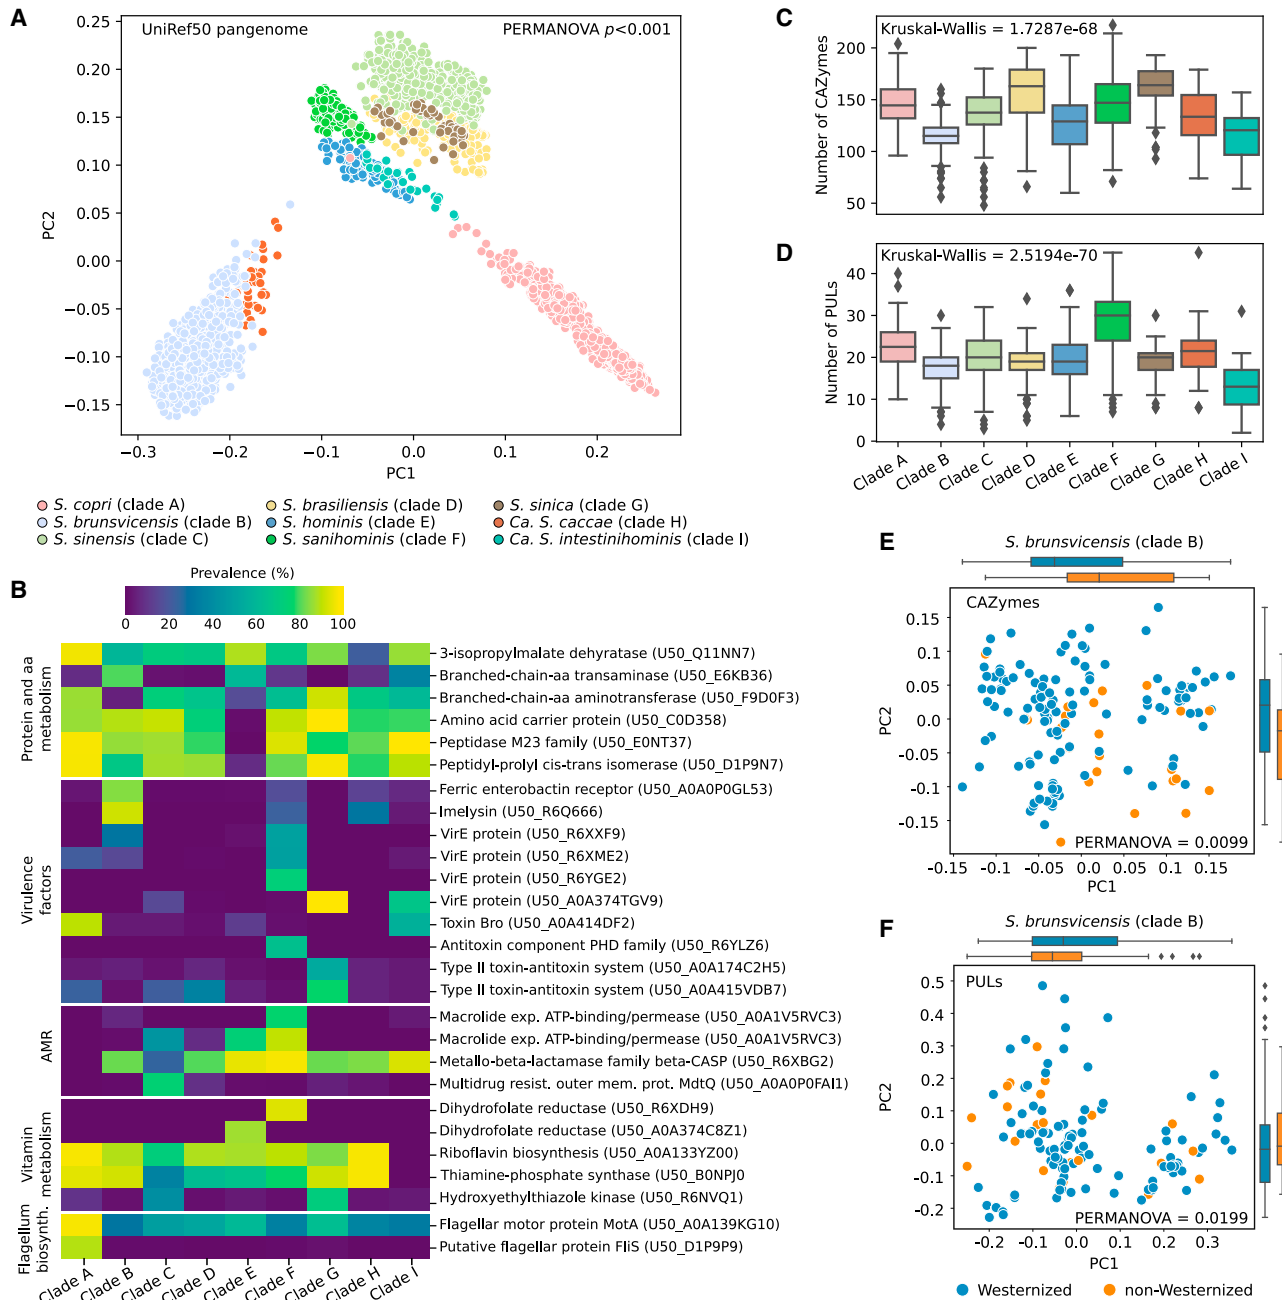 A
UniRef50 pangenome
PERMANOVA p<0.001
0.20
0.15
0.10
0.05
0.00
−0.05
−0.10
−0.15
PC2
−0.3
−0.2
−0.1
0.0
0.1
0.2
PC1
S. copri (clade A)
S. brunsvicensis (clade B)
S. sinensis (clade C)
S. brasiliensis (clade D)
S. hominis (clade E)
S. sanihominis (clade F)
S. sinica (clade G)
Ca. S. caccae (clade H)
Ca. S. intestinihominis (clade I)
B
Prevalence (%)
0 20 40 60 80 100
Protein and aa
metabolism
3-isopropylmalate dehyratase (U50_Q11NN7)
Branched-chain-aa transaminase (U50_E6KB36)
Branched-chain-aa aminotransferase (U50_F9D0F3)
Amino acid carrier protein (U50_C0D358)
Peptidase M23 family (U50_E0NT37)
Peptidyl-prolyl cis-trans isomerase (U50_D1P9N7)
Virulence
factors
Ferric enterobactin receptor (U50_A0A0P0GL53)
Imelysin (U50_R6Q666)
VirE protein (U50_R6XXF9)
VirE protein (U50_R6XME2)
VirE protein (U50_R6YGE2)
VirE protein (U50_A0A374TGV9)
Toxin Bro (U50_A0A414DF2)
Antitoxin component PHD family (U50_R6YLZ6)
Type II toxin-antitoxin system (U50_A0A174C2H5)
Type II toxin-antitoxin system (U50_A0A415VDB7)
AMR
Macrolide exp. ATP-binding/permease (U50_A0A1V5RVC3)
Macrolide exp. ATP-binding/permease (U50_A0A1V5RVC3)
Metallo-beta-lactamase family beta-CASP (U50_R6XBG2)
Multidrug resist. outer mem. prot. MdtQ (U50_A0A0P0FAI1)
Vitamin
metabolism
Dihydrofolate reductase (U50_R6XDH9)
Dihydrofolate reductase (U50_A0A374C8Z1)
Riboflavin biosynthesis (U50_A0A133YZ00)
Thiamine-phosphate synthase (U50_B0NPJ0
Hydroxyethylthiazole kinase (U50_R6NVQ1)
Flagellum
biosynth.
Flagellar motor protein MotA (U50_A0A139KG10)
Putative flagellar protein FliS (U50_D1P9P9)
Clade A
Clade B
Clade C
Clade D
Clade E
Clade F
Clade G
Clade H
Clade I
C
Kruskal-Wallis = 1.7287e-68
Number of CAZymes
200
150
100
50
D
Kruskal-Wallis = 2.5194e-70
Number of PULs
40
30
20
10
0
Clade A
Clade B
Clade C
Clade D
Clade E
Clade F
Clade G
Clade H
Clade I
E
S. brunsvicensis (clade B)
CAZymes
0.15
0.10
0.05
0.0
-0.05
-0.10
-0.15
PC2
PERMANOVA = 0.0099
-0.15
-0.10
-0.05
0.0
0.05
0.10
0.15
PC1
F
S. brunsvicensis (clade B)
PULs
0.5
0.4
0.3
0.2
0.1
0.0
-0.1
-0.2
PC2
PERMANOVA = 0.0199
-0.2
-0.1
0.0
0.1
0.2
0.3
PC1
Westernized
non-Westernized